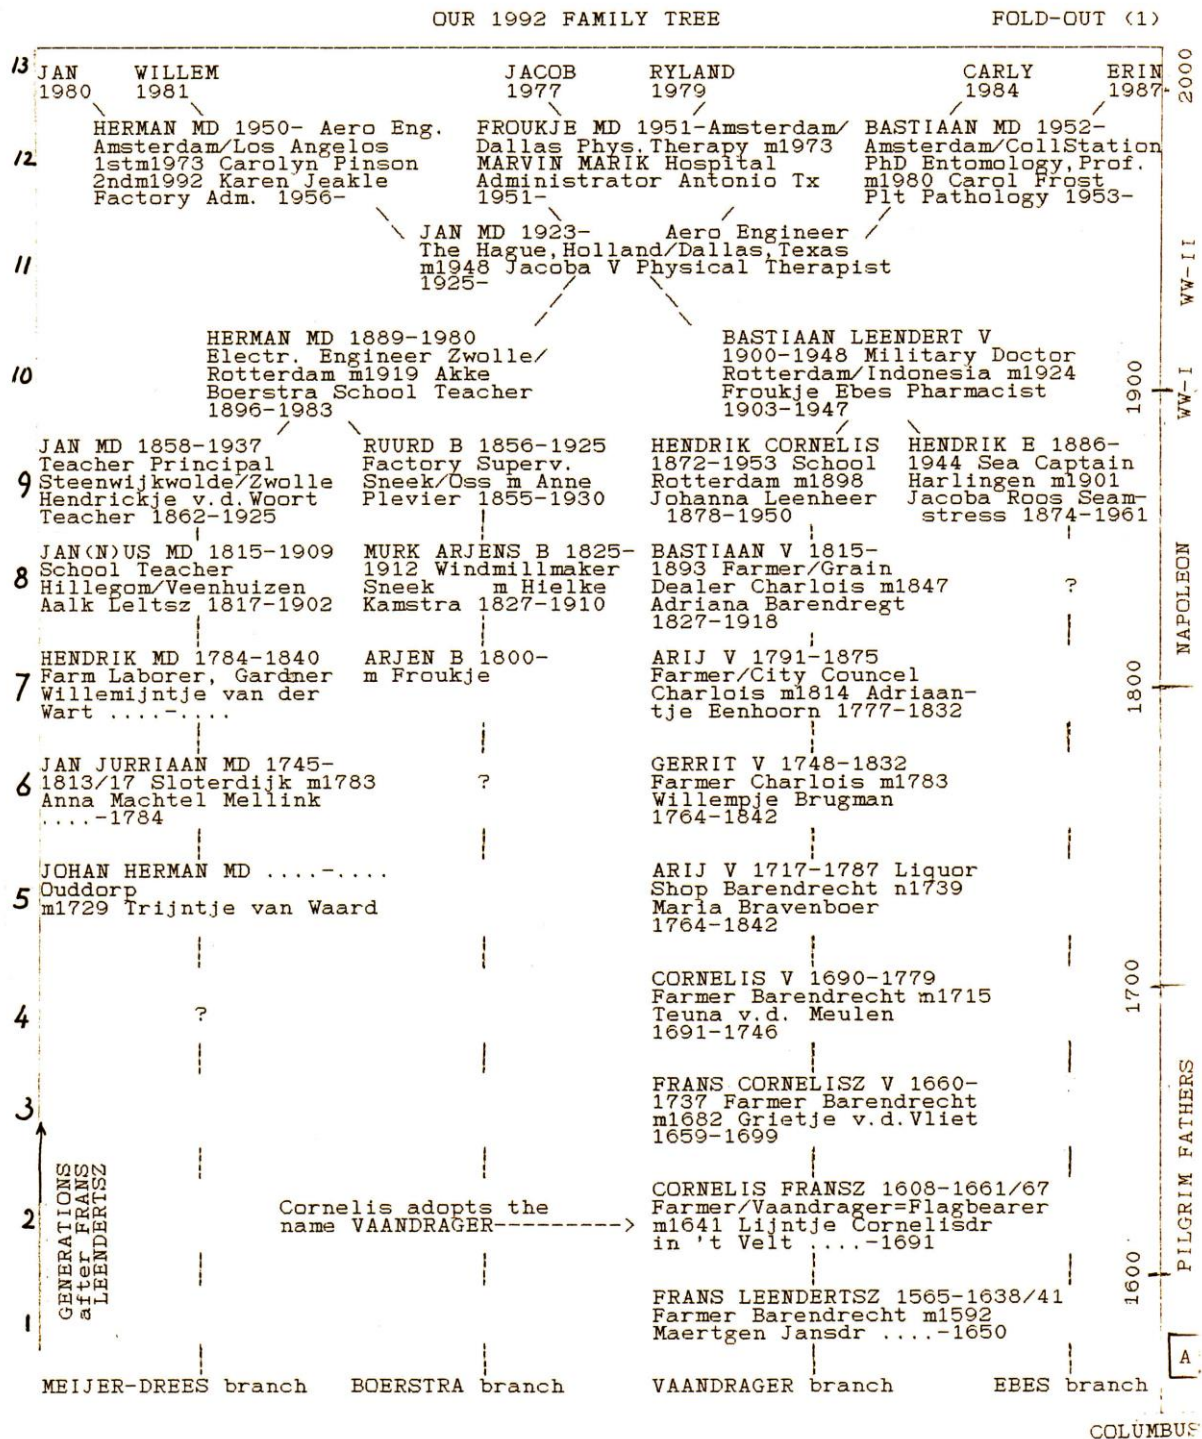 OUR 1992 FAMILY TREE FOLD-OUT (1)
13 JAN WILLEM JACOB RYLAND CARLY ERIN
1980 1981 1977 1979 1984 1987
2000
12
HERMAN MD 1950- Aero Eng.
Amsterdam/Los Angelos
1stm1973 Carolyn Pinson
2ndm1992 Karen Jeakle
Factory Adm. 1956-
FROUKJE MD 1951-Amsterdam/
Dallas Phys.Therapy m1973
MARVIN MARIK Hospital
Administrator Antonio Tx
1951-
BASTIAAN MD 1952-
Amsterdam/CollStation
PhD Entomology,Prof.
m1980 Carol Frost
Plt Pathology 1953-
11
JAN MD 1923- Aero Engineer
The Hague,Holland/Dallas,Texas
m1948 Jacoba V Physical Therapist
1925-
WW-II
10
HERMAN MD 1889-1980
Electr. Engineer Zwolle/
Rotterdam m1919 Akke
Boerstra School Teacher
1896-1983
BASTIAAN LEENDERT V
1900-1948 Military Doctor
Rotterdam/Indonesia m1924
Froukje Ebes Pharmacist
1903-1947
1900
WW-I
9
JAN MD 1858-1937
Teacher Principal
Steenwijkwolde/Zwolle
Hendrickje v.d.Woort
Teacher 1862-1925
RUURD B 1856-1925
Factory Superv.
Sneek/Oss m Anne
Plevier 1855-1930
HENDRIK CORNELIS
1872-1953 School
Rotterdam m1898
Johanna Leenheer
1878-1950
HENDRIK E 1886-
1944 Sea Captain
Harlingen m1901
Jacoba Roos Seam-
stress 1874-1961
8
JAN(N)US MD 1815-1909
School Teacher
Hillegom/Veenhuizen
Aalk Leltsz 1817-1902
MURK ARJENS B 1825-
1912 Windmillmaker
Sneek m Hielke
Kamstra 1827-1910
BASTIAAN V 1815-
1893 Farmer/Grain
Dealer Charlois m1847
Adriana Barendregt
1827-1918
?
NAPOLEON
7
HENDRIK MD 1784-1840
Farm Laborer, Gardner
Willemijntje van der
Wart ....-....
ARJEN B 1800-
m Froukje
ARIJ V 1791-1875
Farmer/City Councel
Charlois m1814 Adriaan-
tje Eenhoorn 1777-1832
1800
6
JAN JURRIAAN MD 1745-
1813/17 Sloterdijk m1783
Anna Machtel Mellink
....-1784
?
GERRIT V 1748-1832
Farmer Charlois m1783
Willempje Brugman
1764-1842
5
JOHAN HERMAN MD ....-....
Ouddorp
m1729 Trijntje van Waard
ARIJ V 1717-1787 Liquor
Shop Barendrecht n1739
Maria Bravenboer
1764-1842
4
?
CORNELIS V 1690-1779
Farmer Barendrecht m1715
Teuna v.d. Meulen
1691-1746
1700
3
FRANS CORNELISZ V 1660-
1737 Farmer Barendrecht
m1682 Grietje v.d.Vliet
1659-1699
PILGRIM FATHERS
2
GENERATIONS
after FRANS
LEENDERTSZ
Cornelis adopts the
name VAANDRAGER--------->
CORNELIS FRANSZ 1608-1661/67
Farmer/Vaandrager=Flagbearer
m1641 Lijntje Cornelisdr
in 't Velt ....-1691
1600
1
FRANS LEENDERTSZ 1565-1638/41
Farmer Barendrecht m1592
Maertgen Jansdr ....-1650
A
MEIJER-DREES branch BOERSTRA branch VAANDRAGER branch EBES branch
COLUMBUS